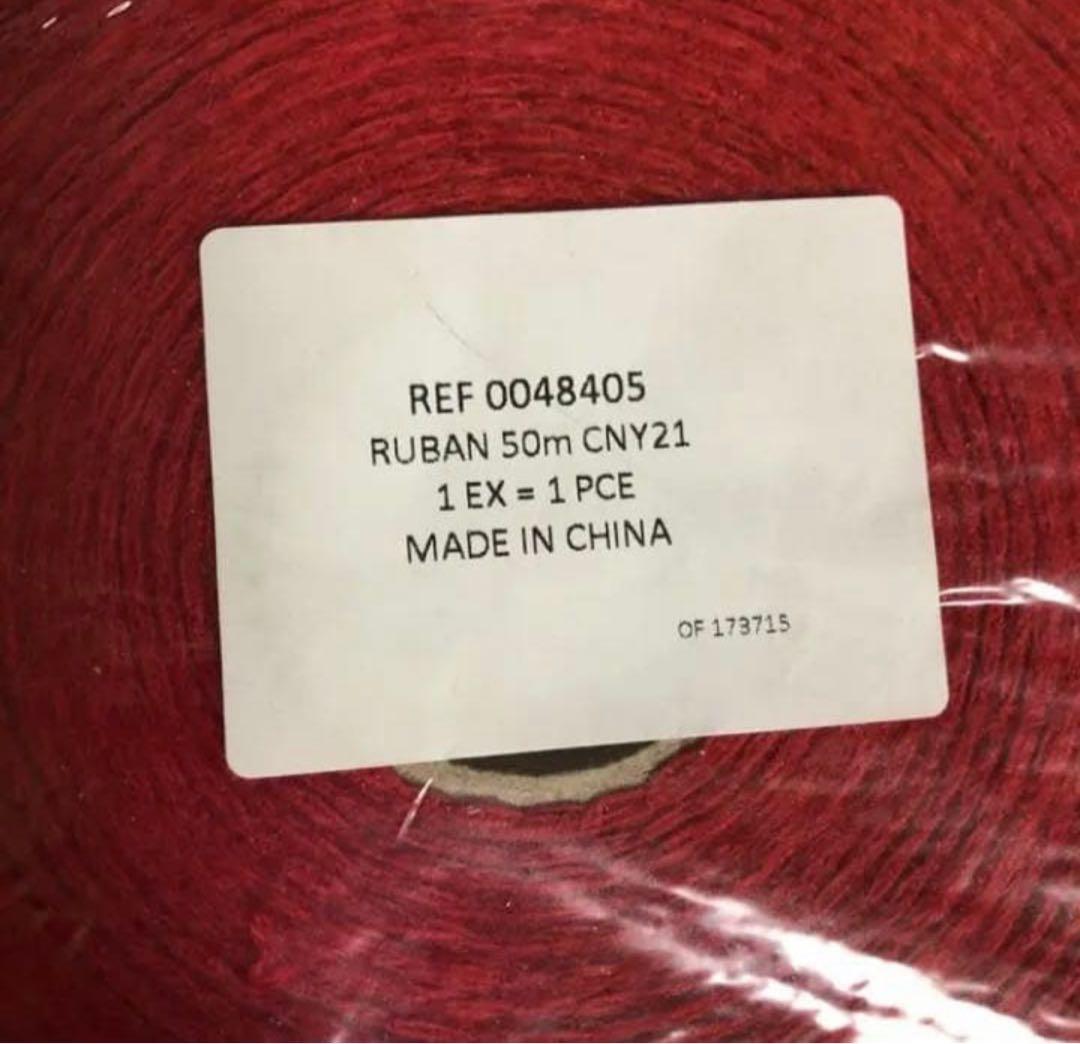 REF 0048405
RUBAN 50m CNY21
1 EX = 1 PCE
MADE IN CHINA
OF 173715